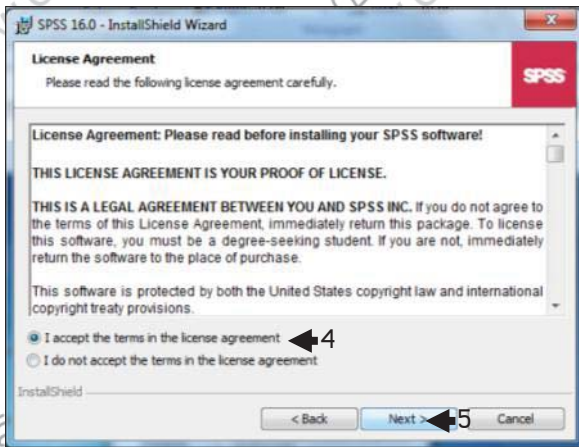 SPSS 16.0 - InstallShield Wizard
License Agreement
Please read the following license agreement carefully.
SPSS
License Agreement: Please read before installing your SPSS software!
THIS LICENSE AGREEMENT IS YOUR PROOF OF LICENSE.
THIS IS A LEGAL AGREEMENT BETWEEN YOU AND SPSS INC. If you do not agree to
the terms of this License Agreement, immediately return this package. To license
this software, you must be a degree-seeking student. If you are not, immediately
return the software to the place of purchase.
This software is protected by both the United States copyright law and international
copyright treaty provisions.
I accept the terms in the license agreement 4
I do not accept the terms in the license agreement
InstallShield
< Back Next > 5 Cancel